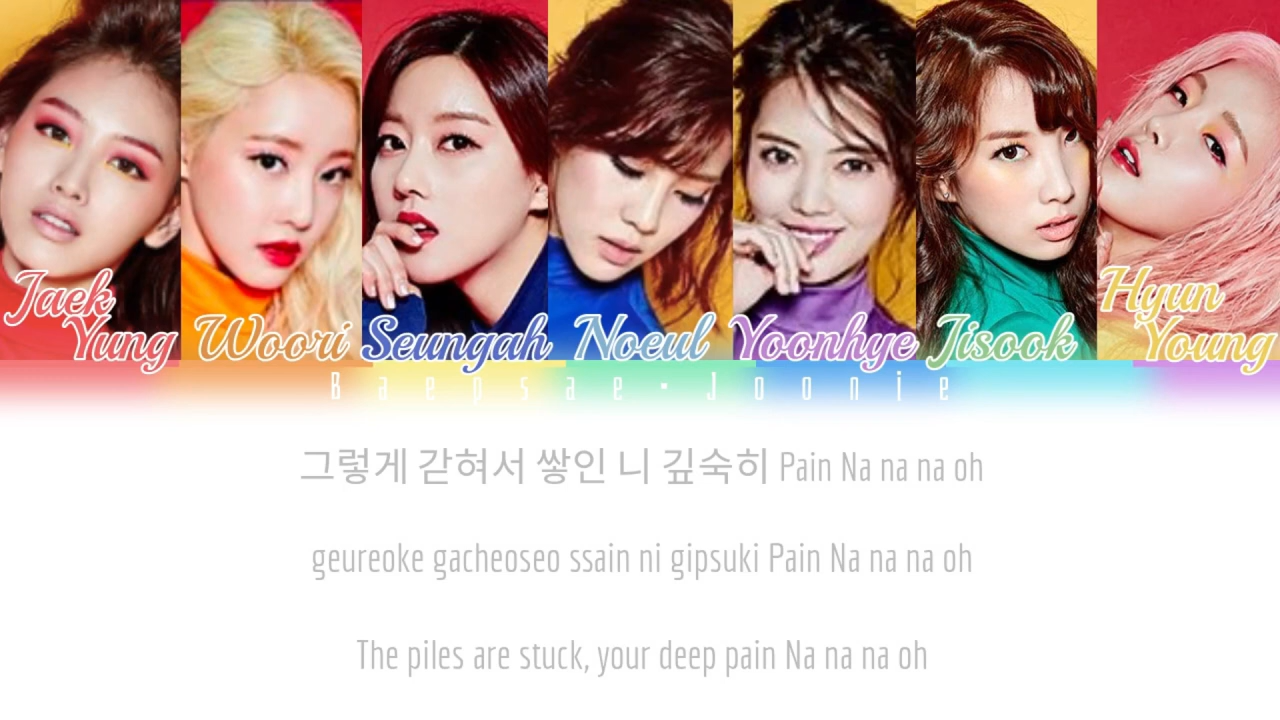 Jaek
Yung
Woori
Seungah
Noeul
Yoonhye
Jisook
Hyun
Young
Baepsae·Joonie
그렇게 갇혀서 쌓인 니 깊숙히 Pain Na na na oh
geureoke gacheoseo ssain ni gipsuki Pain Na na na oh
The piles are stuck, your deep pain Na na na oh